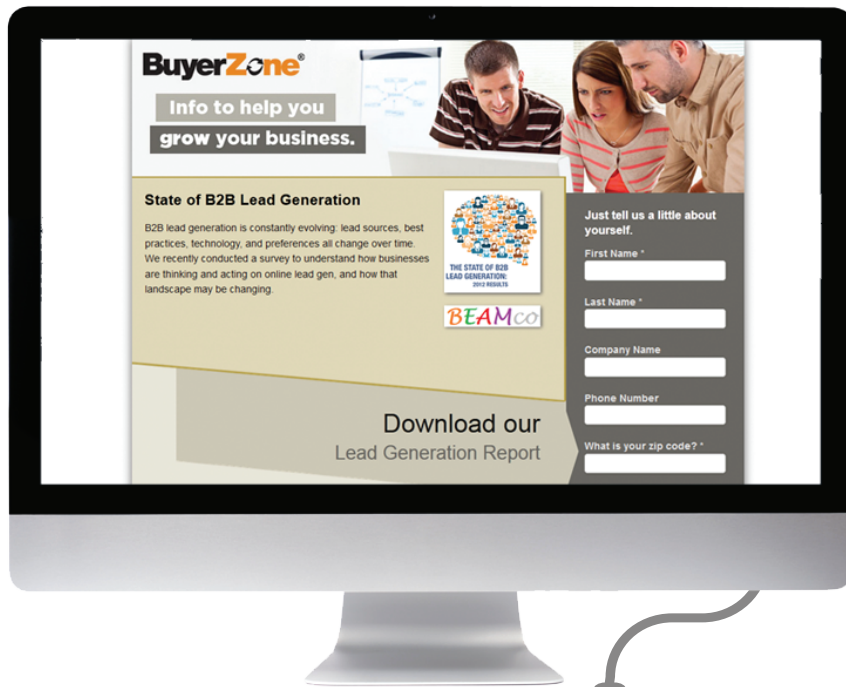 BuyerZone®
Info to help you
grow your business.
State of B2B Lead Generation
B2B lead generation is constantly evolving: lead sources, best
practices, technology, and preferences all change over time.
We recently conducted a survey to understand how businesses
are thinking and acting on online lead gen, and how that
landscape may be changing.
THE STATE OF B2B
LEAD GENERATION:
2012 RESULTS
BEAMCO
Download our
Lead Generation Report
Just tell us a little about
yourself.
First Name *
Last Name *
Company Name
Phone Number
What is your zip code? *